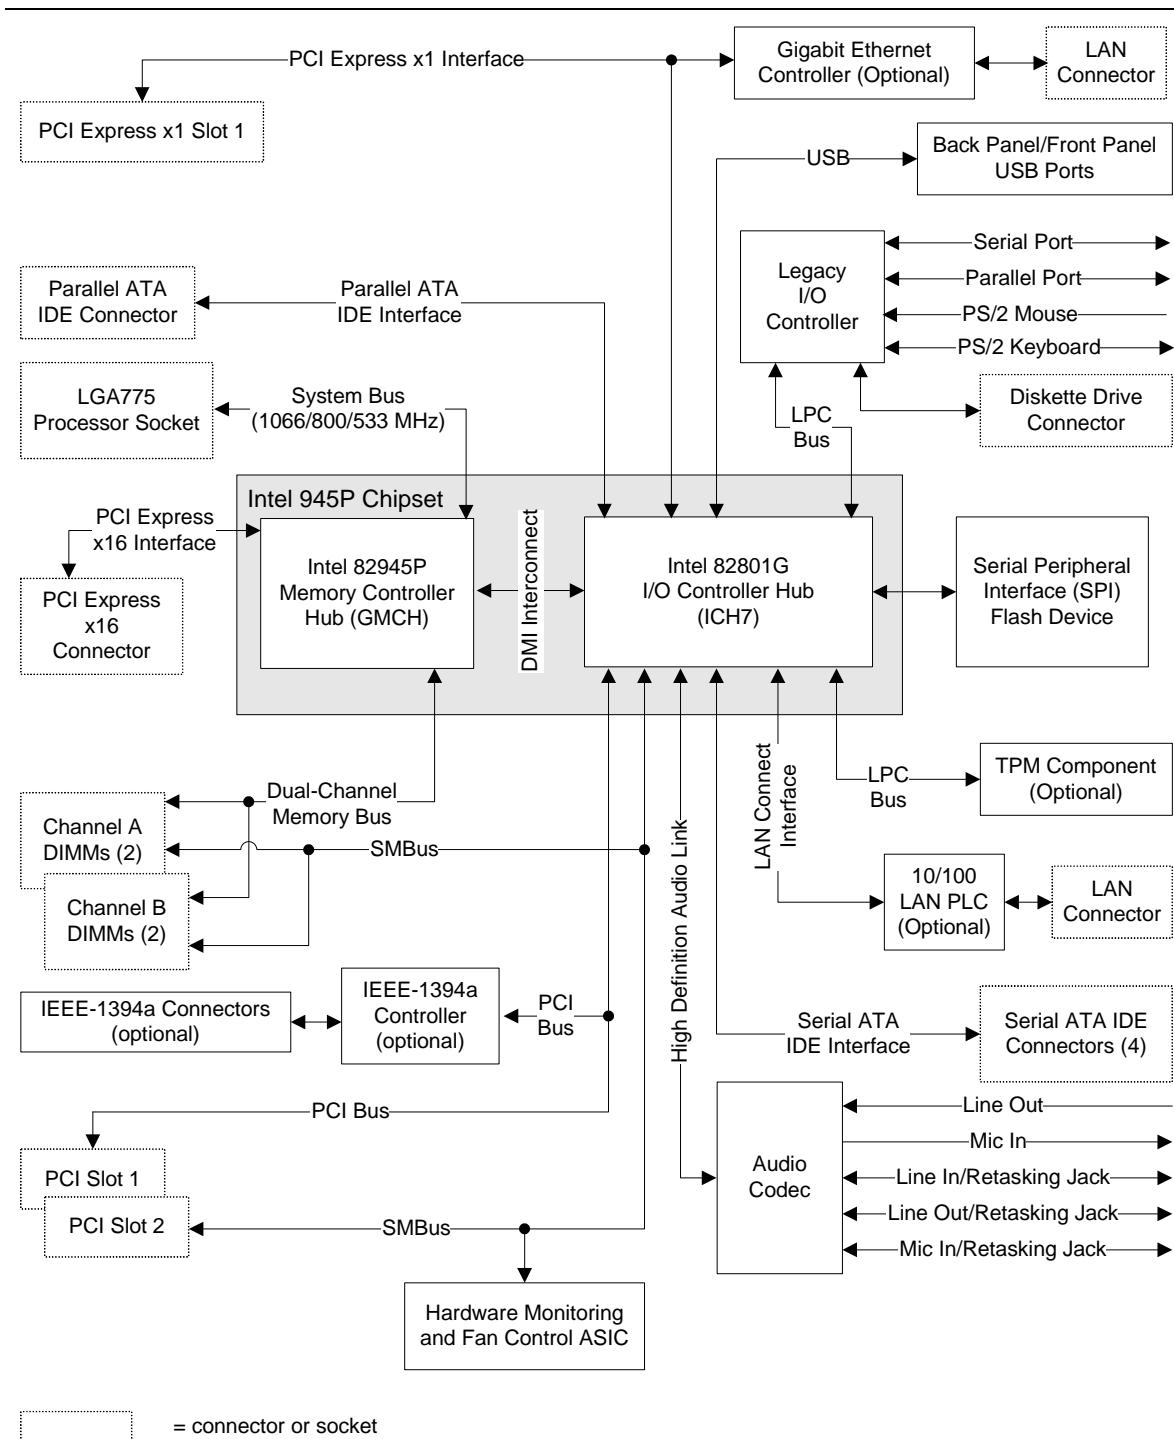 PCI Express x1 Interface
Gigabit Ethernet
Controller (Optional)
LAN
Connector
PCI Express x1 Slot 1
USB
Back Panel/Front Panel
USB Ports
Legacy
I/O
Controller
Serial Port
Parallel Port
PS/2 Mouse
PS/2 Keyboard
Parallel ATA
IDE Connector
Parallel ATA
IDE Interface
LGA775
Processor Socket
System Bus
(1066/800/533 MHz)
LPC
Bus
Diskette Drive
Connector
Intel 945P Chipset
PCI Express
x16 Interface
Intel 82945P
Memory Controller
Hub (GMCH)
DMI Interconnect
Intel 82801G
I/O Controller Hub
(ICH7)
Serial Peripheral
Interface (SPI)
Flash Device
PCI Express
x16
Connector
Dual-Channel
Memory Bus
Channel A
DIMMs (2)
SMBus
Channel B
DIMMs (2)
High Definition Audio Link
LAN Connect
Interface
LPC
Bus
TPM Component
(Optional)
10/100
LAN PLC
(Optional)
LAN
Connector
IEEE-1394a Connectors
(optional)
IEEE-1394a
Controller
(optional)
PCI
Bus
Serial ATA
IDE Interface
Serial ATA IDE
Connectors (4)
PCI Bus
PCI Slot 1
PCI Slot 2
SMBus
Audio
Codec
Line Out
Mic In
Line In/Retasking Jack
Line Out/Retasking Jack
Mic In/Retasking Jack
Hardware Monitoring
and Fan Control ASIC
= connector or socket